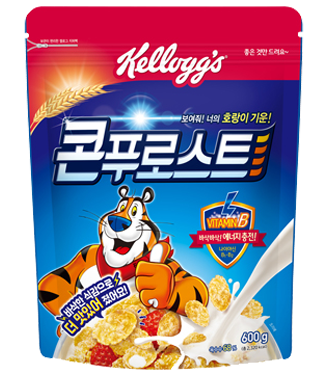 Kellogg's
좋은 것만 드려요~
보여줘! 너의 호랑이 기운!
콘푸로스트
VITAMIN B
바삭바삭! 에너지 충전!
바삭한 식감으로
더 맛있어 졌어요!
600 g